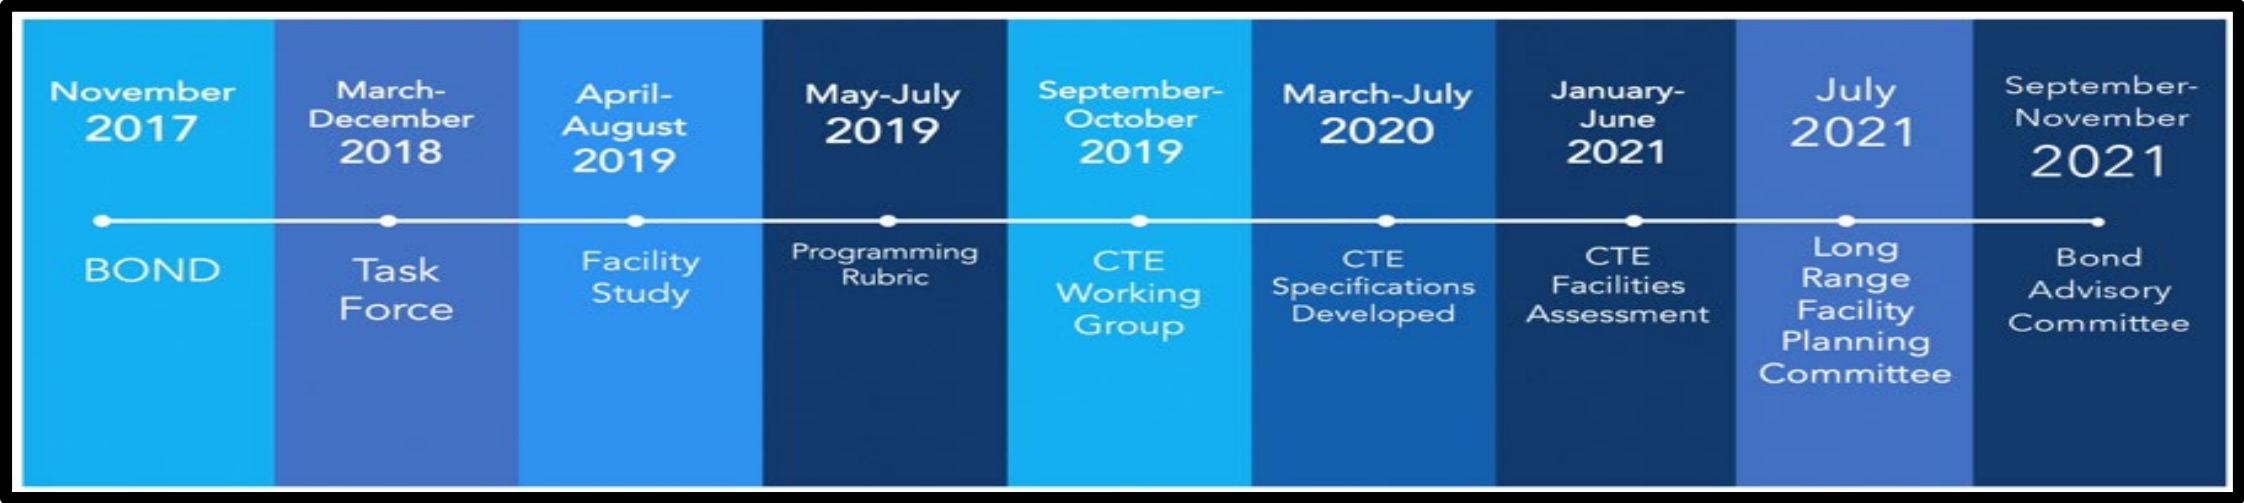 November
2017
BOND
March-
December
2018
Task
Force
April-
August
2019
Facility
Study
May-July
2019
Programming
Rubric
September-
October
2019
CTE
Working
Group
March-July
2020
CTE
Specifications
Developed
January-
June
2021
CTE
Facilities
Assessment
July
2021
Long
Range
Facility
Planning
Committee
September-
November
2021
Bond
Advisory
Committee